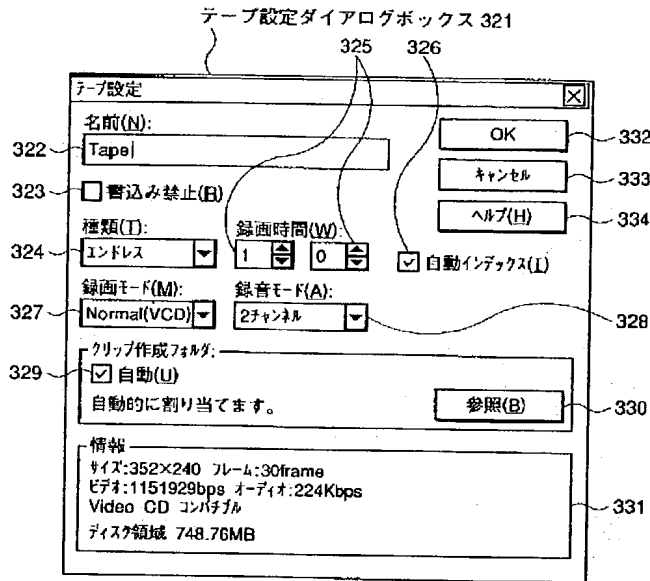 テープ設定ダイアログボックス 321
325
326
テープ設定
名前(N):
322
Tape
OK
332
323
書込み禁止(R)
キャンセル
333
種類(T):
録画時間(W):
ヘルプ(H)
334
324
エンドレス
1
0
自動インデックス(I)
録画モード(M):
録音モード(A):
327
Normal(VCD)
2チャンネル
328
クリップ作成フォルダ:
329
自動(U)
自動的に割り当てます。
参照(B)
330
情報
サイズ:352×240 フレーム:30frame
ビデオ:1151929bps オーディオ:224Kbps
Video CD コンパチブル
331
ディスク領域 748.76MB